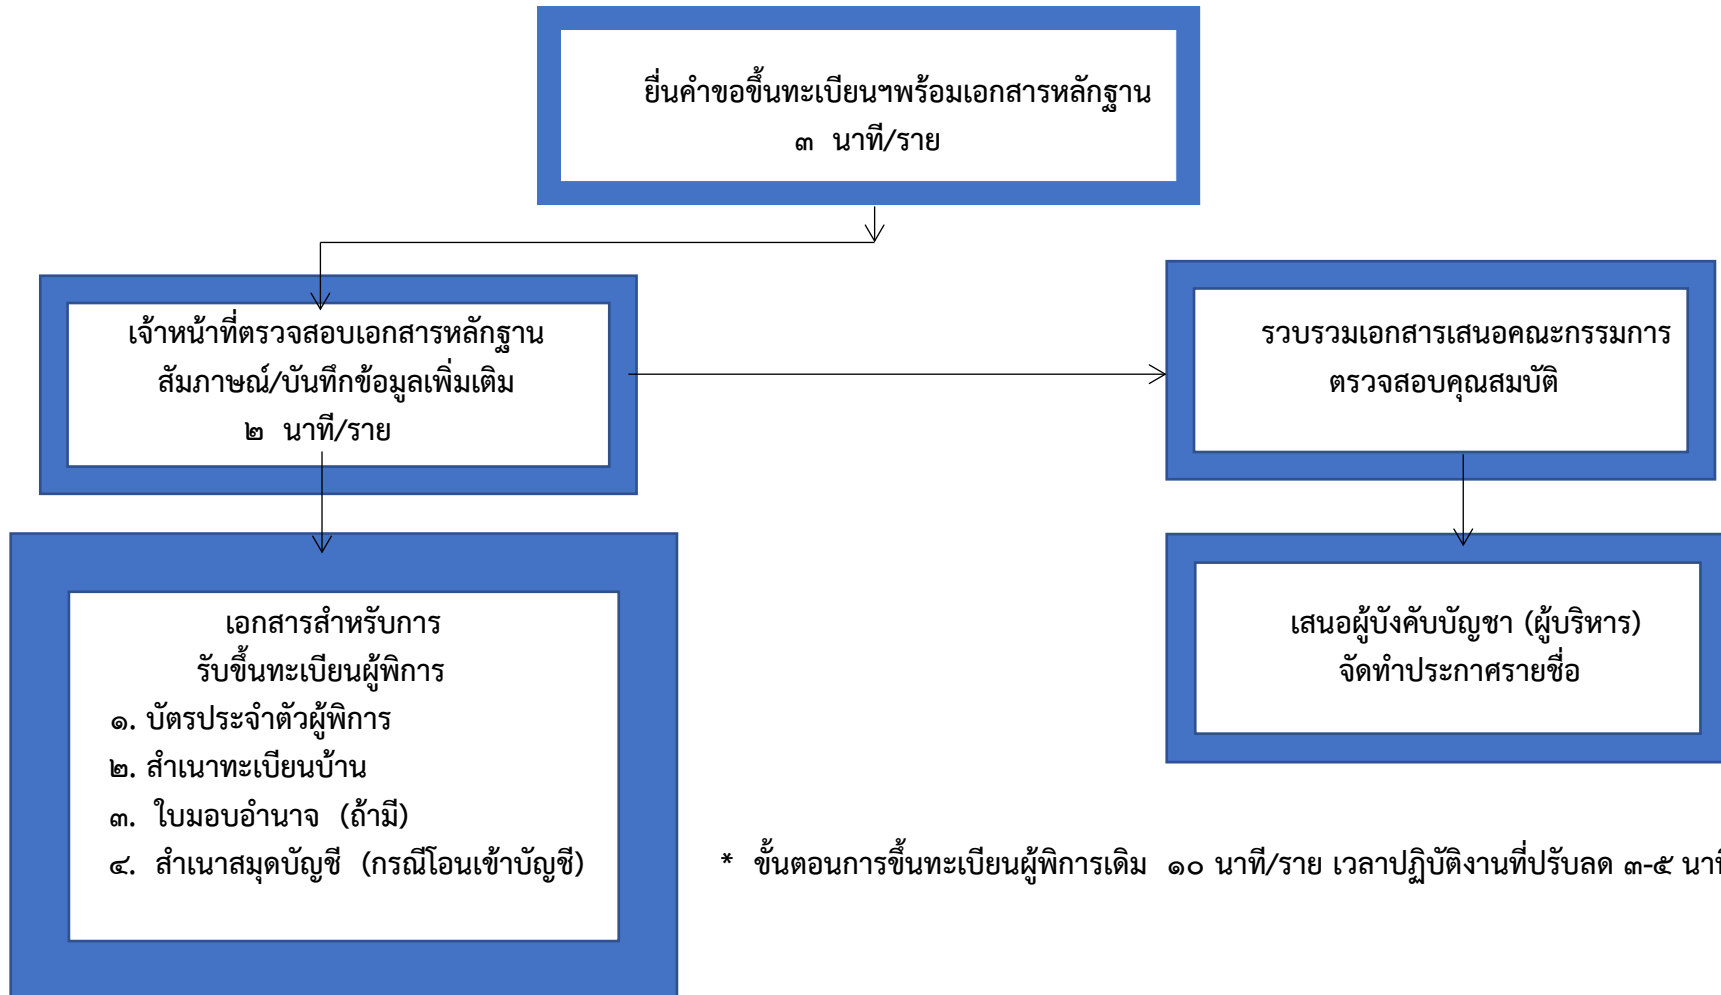 ยื่นคำขอขึ้นทะเบียนฯพร้อมเอกสารหลักฐาน
๓ นาที/ราย
เจ้าหน้าที่ตรวจสอบเอกสารหลักฐาน
สัมภาษณ์/บันทึกข้อมูลเพิ่มเติม
๒ นาที/ราย
รวบรวมเอกสารเสนอคณะกรรมการ
ตรวจสอบคุณสมบัติ
เอกสารสำหรับการ
รับขึ้นทะเบียนผู้พิการ
๑. บัตรประจำตัวผู้พิการ
๒. สำเนาทะเบียนบ้าน
๓. ใบมอบอำนาจ (ถ้ามี)
๔. สำเนาสมุดบัญชี (กรณีโอนเข้าบัญชี)
เสนอผู้บังคับบัญชา (ผู้บริหาร)
จัดทำประกาศรายชื่อ
* ขั้นตอนการขึ้นทะเบียนผู้พิการเดิม ๑๐ นาที/ราย เวลาปฏิบัติงานที่ปรับลด ๓-๕ นาที